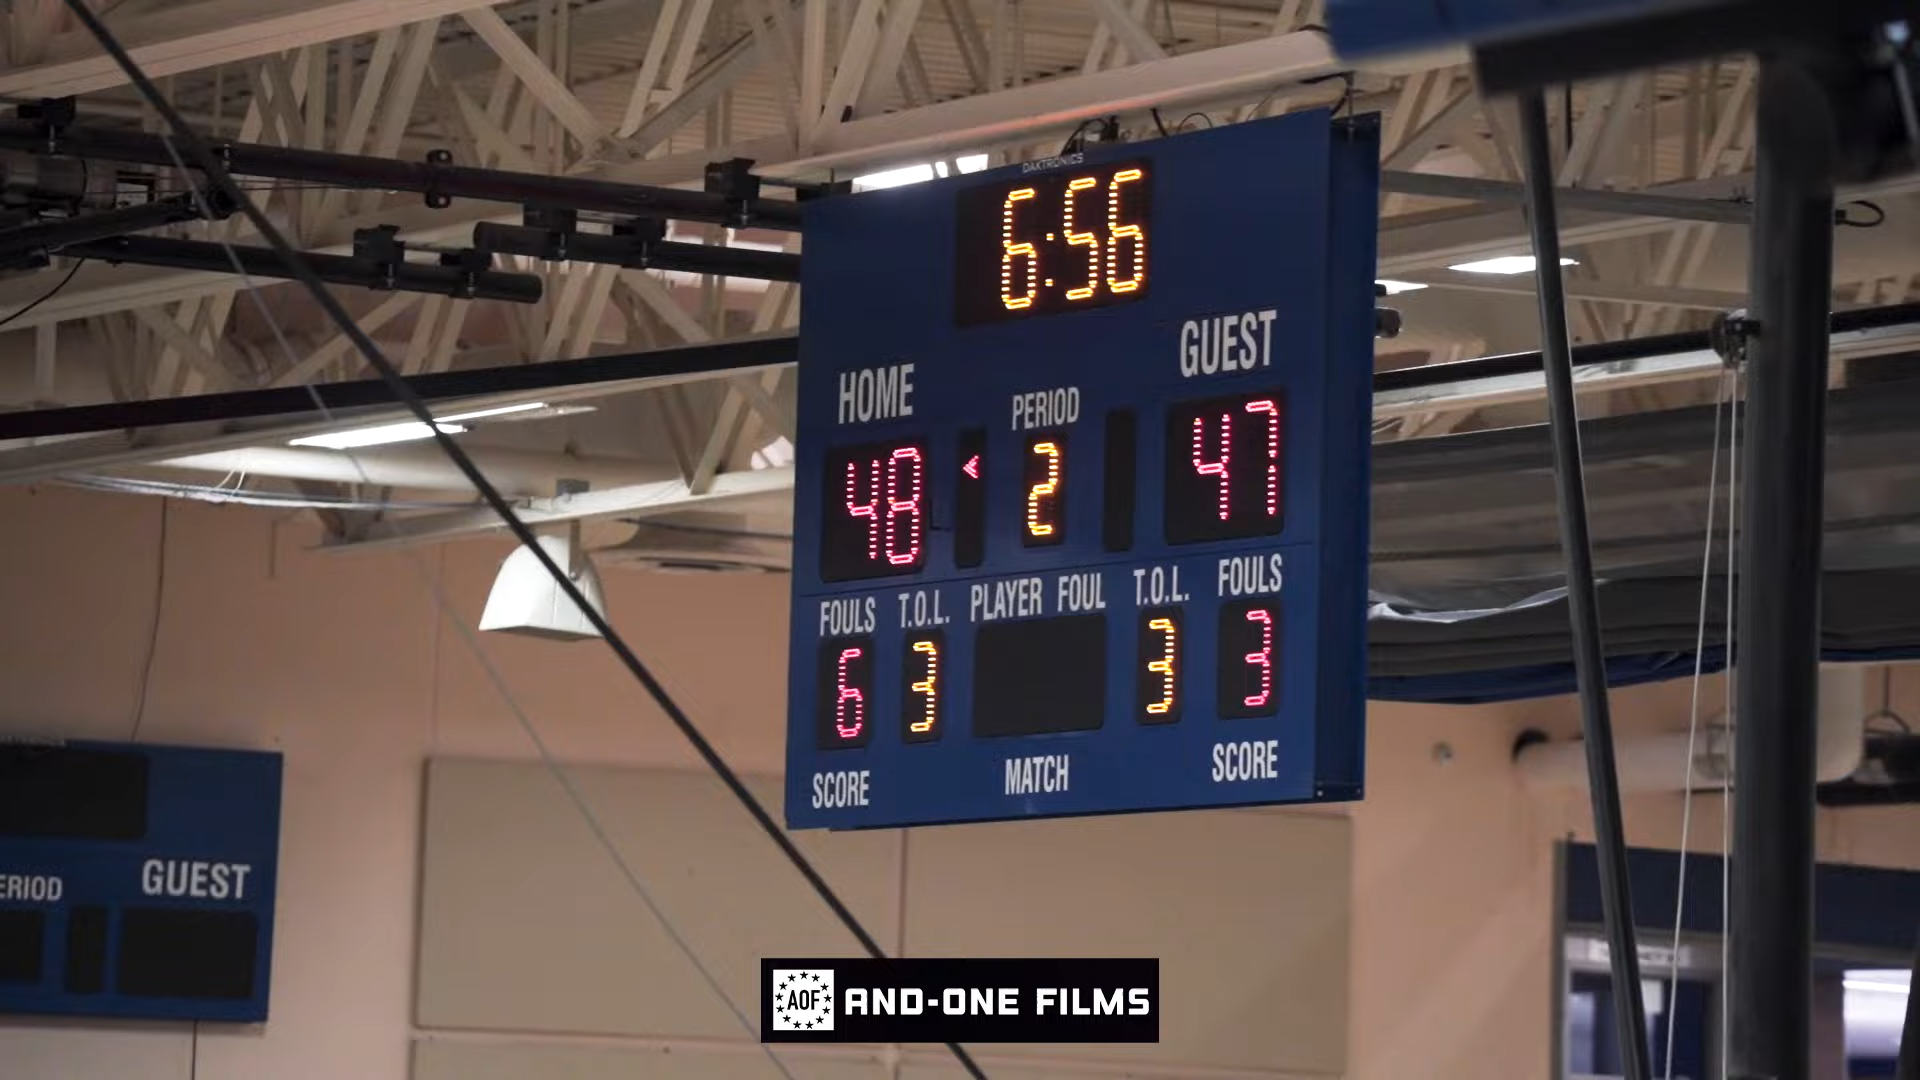 DAKTRONICS
6:56
HOME
PERIOD
GUEST
48 < 2 47
FOULS T.O.L. PLAYER FOUL T.O.L. FOULS
6 3 3 3
SCORE MATCH SCORE
GUEST
AOF AND-ONE FILMS